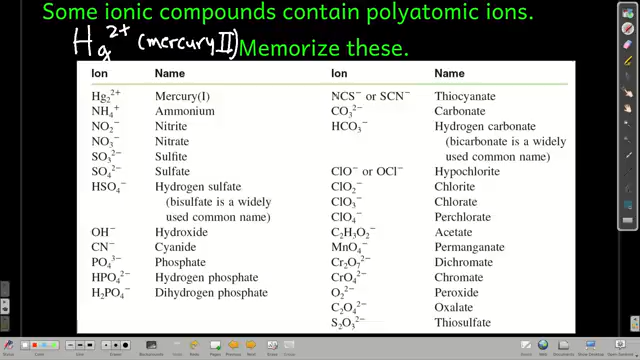 Some ionic compounds contain polyatomic ions.
Hg 2+ (mercury II) Memorize these.
Ion Name Ion Name
Hg₂²⁺ Mercury(I) NCS⁻ or SCN⁻ Thiocyanate
NH₄⁺ Ammonium CO₃²⁻ Carbonate
NO₂⁻ Nitrite HCO₃⁻ Hydrogen carbonate
NO₃⁻ Nitrate (bicarbonate is a widely
SO₃²⁻ Sulfite used common name)
SO₄²⁻ Sulfate ClO⁻ or OCl⁻ Hypochlorite
HSO₄⁻ Hydrogen sulfate ClO₂⁻ Chlorite
(bisulfate is a widely ClO₃⁻ Chlorate
used common name) ClO₄⁻ Perchlorate
OH⁻ Hydroxide C₂H₃O₂⁻ Acetate
CN⁻ Cyanide MnO₄⁻ Permanganate
PO₄³⁻ Phosphate Cr₂O₇²⁻ Dichromate
HPO₄²⁻ Hydrogen phosphate CrO₄²⁻ Chromate
H₂PO₄⁻ Dihydrogen phosphate O₂²⁻ Peroxide
C₂O₄²⁻ Oxalate
S₂O₃²⁻ Thiosulfate